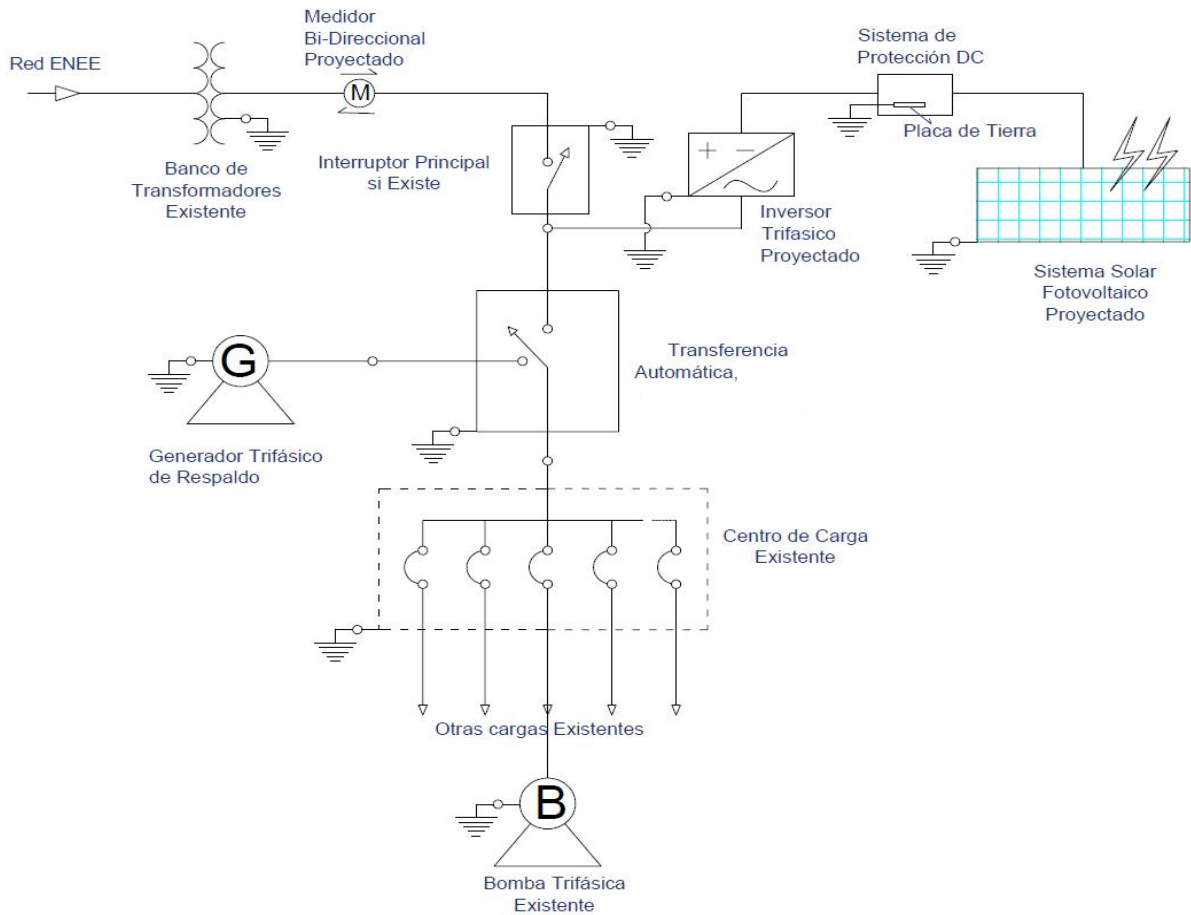 Red ENEE
Medidor
Bi-Direccional
Proyectado
M
Banco de
Transformadores
Existente
Interruptor Principal
si Existe
Sistema de
Protección DC
Placa de Tierra
Inversor
Trifasico
Proyectado
Sistema Solar
Fotovoltaico
Proyectado
G
Generador Trifásico
de Respaldo
Transferencia
Automática,
Centro de Carga
Existente
Otras cargas Existentes
B
Bomba Trifásica
Existente